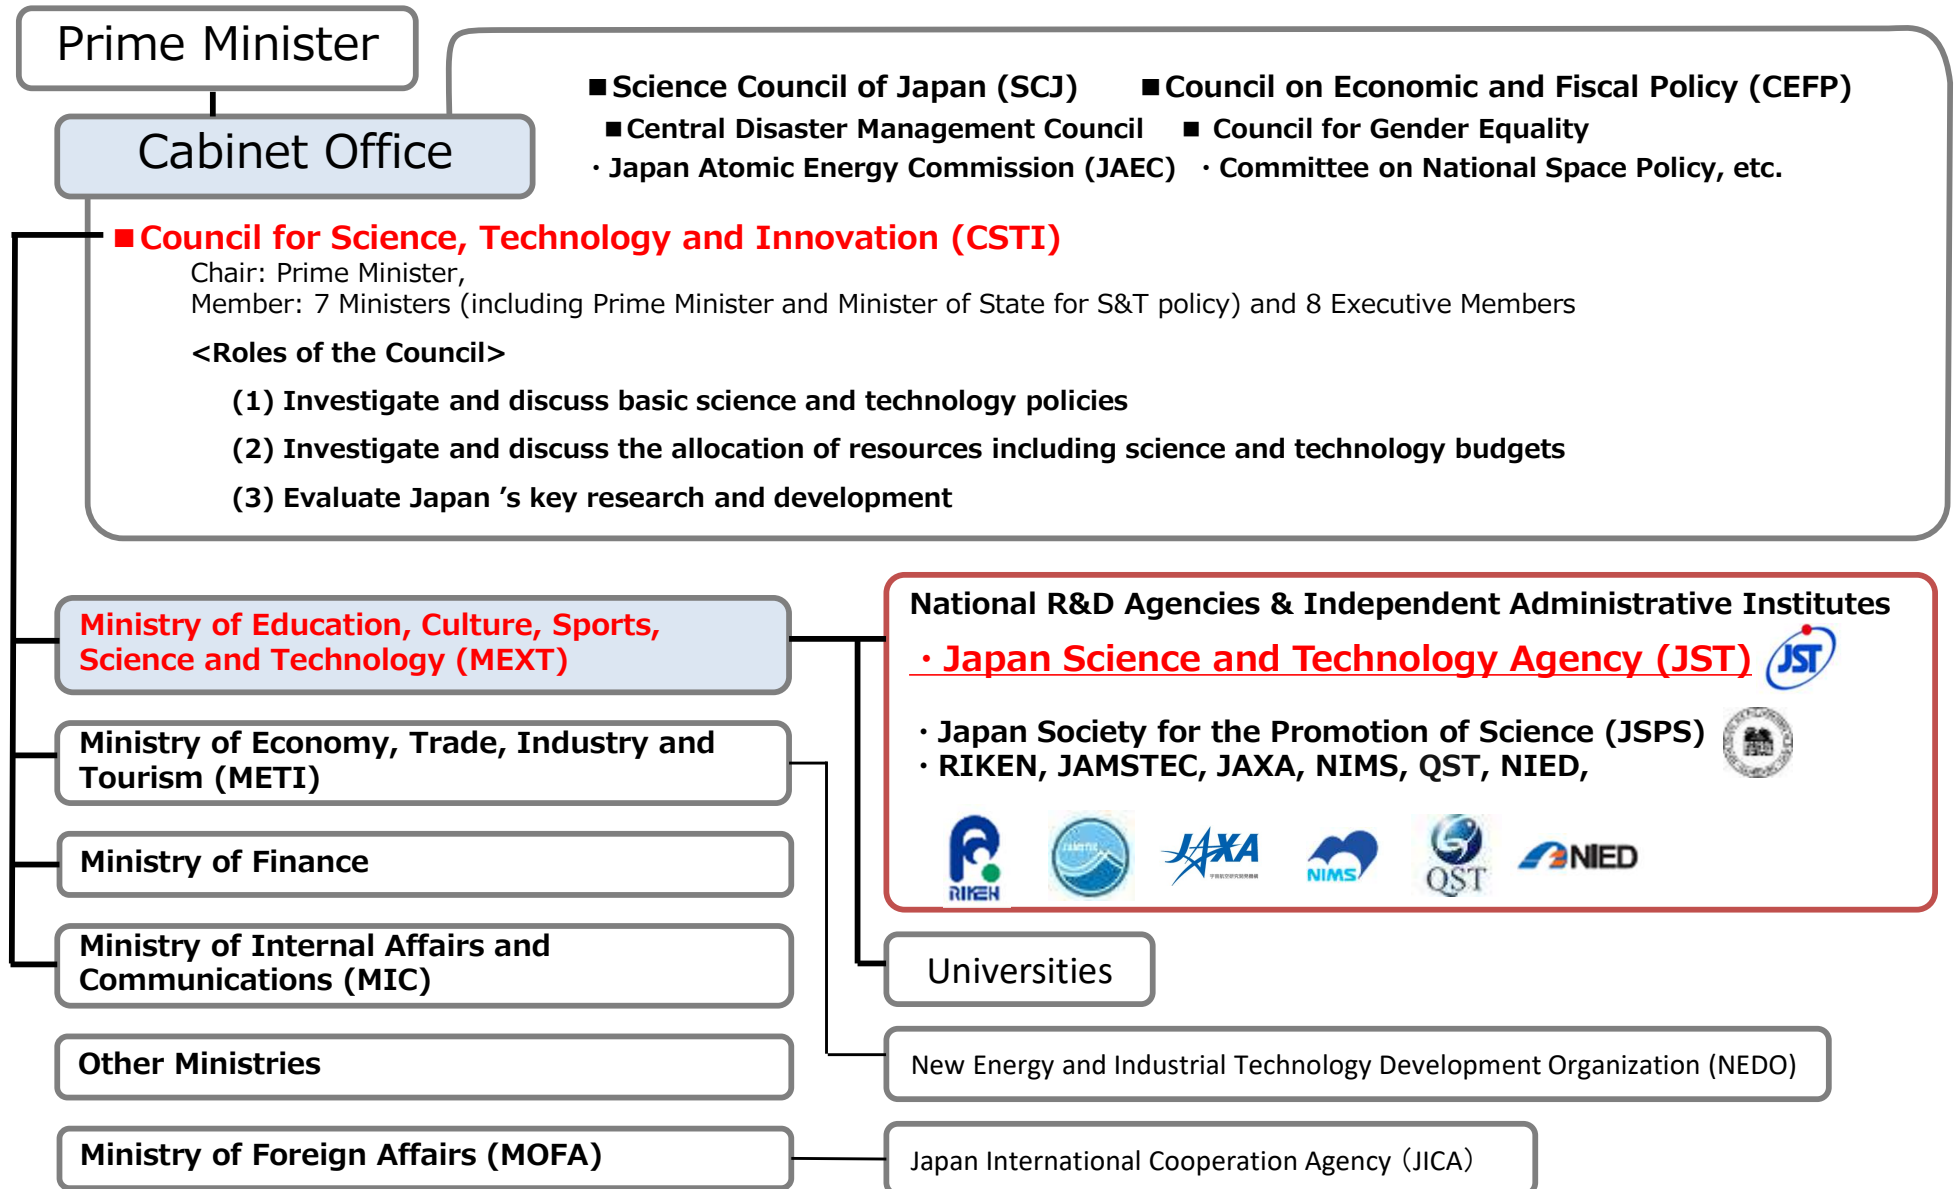 Prime Minister
Cabinet Office
■Science Council of Japan (SCJ) ■Council on Economic and Fiscal Policy (CEFP)
■Central Disaster Management Council ■ Council for Gender Equality
・Japan Atomic Energy Commission (JAEC) ・Committee on National Space Policy, etc.
■Council for Science, Technology and Innovation (CSTI)
Chair: Prime Minister,
Member: 7 Ministers (including Prime Minister and Minister of State for S&T policy) and 8 Executive Members
<Roles of the Council>
(1) Investigate and discuss basic science and technology policies
(2) Investigate and discuss the allocation of resources including science and technology budgets
(3) Evaluate Japan ’s key research and development
Ministry of Education, Culture, Sports,
Science and Technology (MEXT)
Ministry of Economy, Trade, Industry and
Tourism (METI)
Ministry of Finance
Ministry of Internal Affairs and
Communications (MIC)
Other Ministries
Ministry of Foreign Affairs (MOFA)
National R&D Agencies & Independent Administrative Institutes
・Japan Science and Technology Agency (JST)
JST
・Japan Society for the Promotion of Science (JSPS)
・RIKEN, JAMSTEC, JAXA, NIMS, QST, NIED,
RIKEN
JAMSTEC
JAXA
NIMS
QST
NIED
Universities
New Energy and Industrial Technology Development Organization (NEDO)
Japan International Cooperation Agency（JICA）